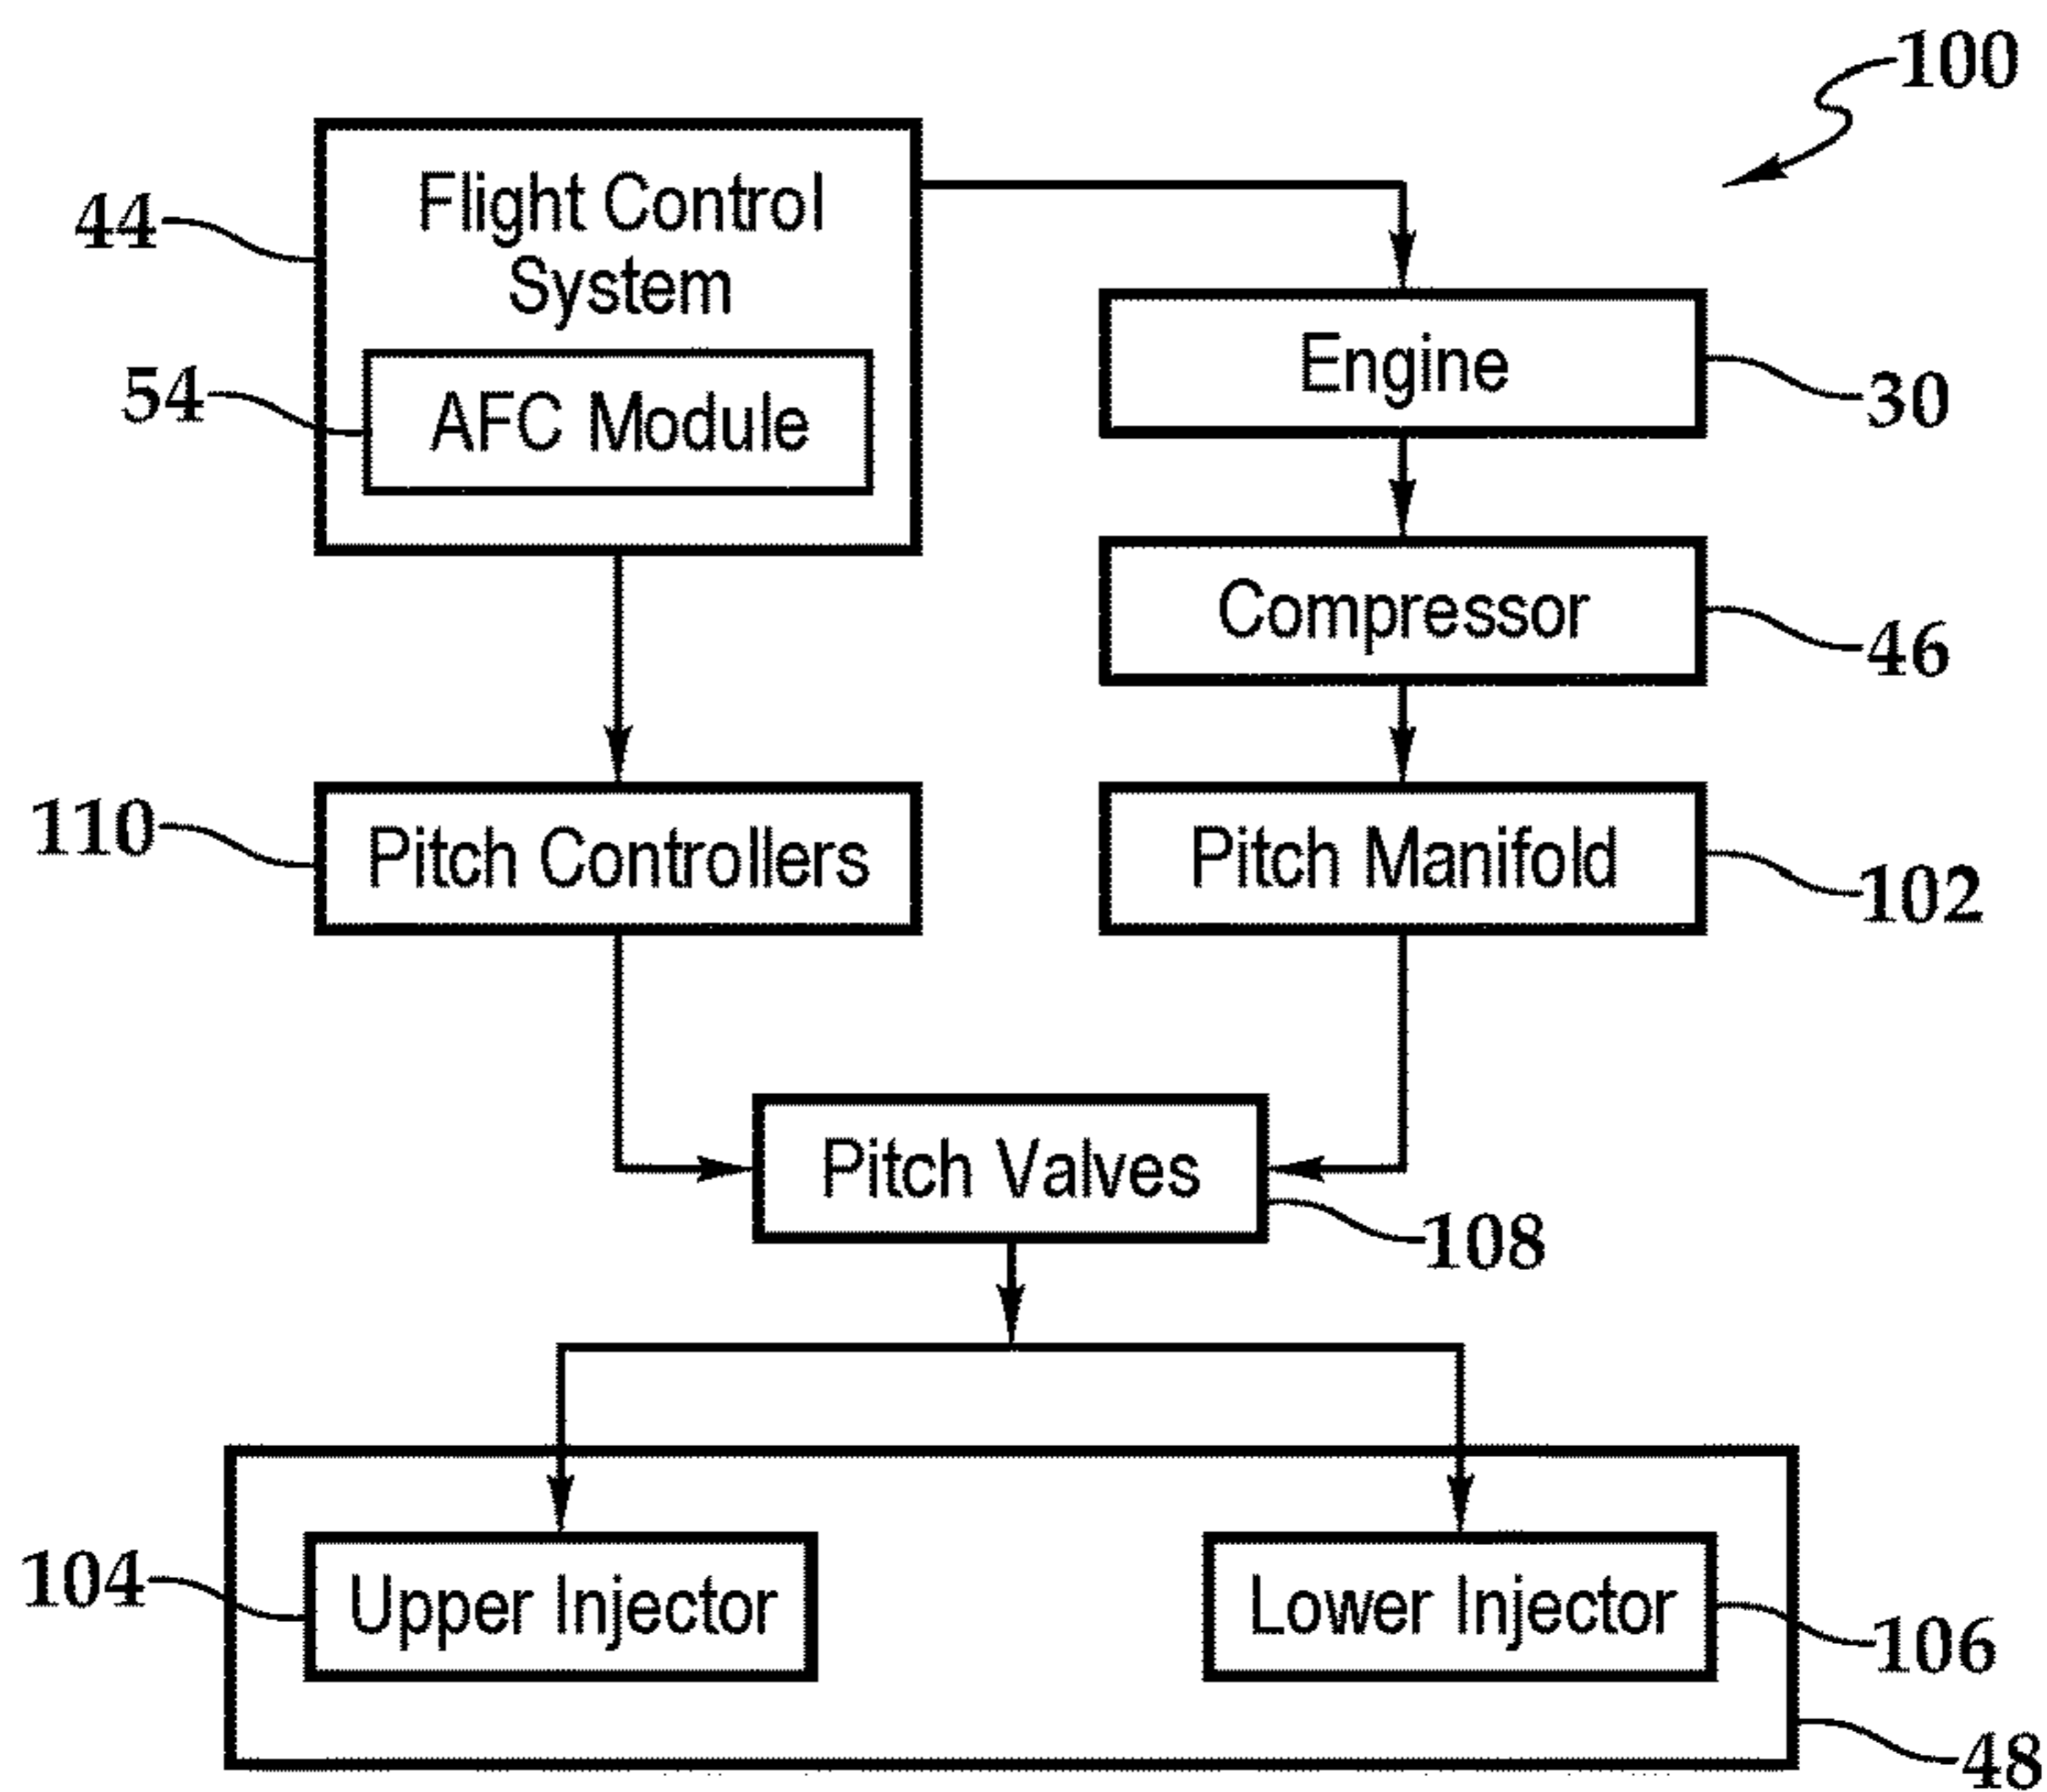 100
44
Flight Control
System
54
AFC Module
Engine
30
Compressor
46
110
Pitch Controllers
Pitch Manifold
102
Pitch Valves
108
104
Upper Injector
Lower Injector
106
48